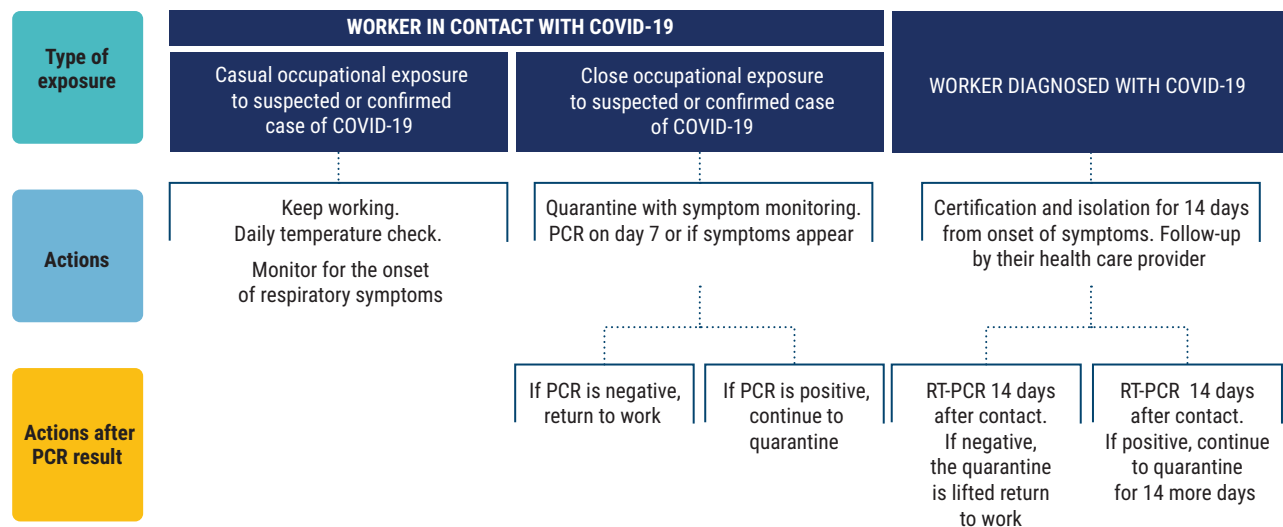 Type of
exposure
WORKER IN CONTACT WITH COVID-19
Casual occupational exposure
to suspected or confirmed
case of COVID-19
Close occupational exposure
to suspected or confirmed case
of COVID-19
WORKER DIAGNOSED WITH COVID-19
Actions
Keep working.
Daily temperature check.
Monitor for the onset
of respiratory symptoms
Quarantine with symptom monitoring.
PCR on day 7 or if symptoms appear
Certification and isolation for 14 days
from onset of symptoms. Follow-up
by their health care provider
Actions after
PCR result
If PCR is negative,
return to work
If PCR is positive,
continue to
quarantine
RT-PCR 14 days
after contact.
If negative,
the quarantine
is lifted return
to work
RT-PCR 14 days
after contact.
If positive, continue
to quarantine
for 14 more days